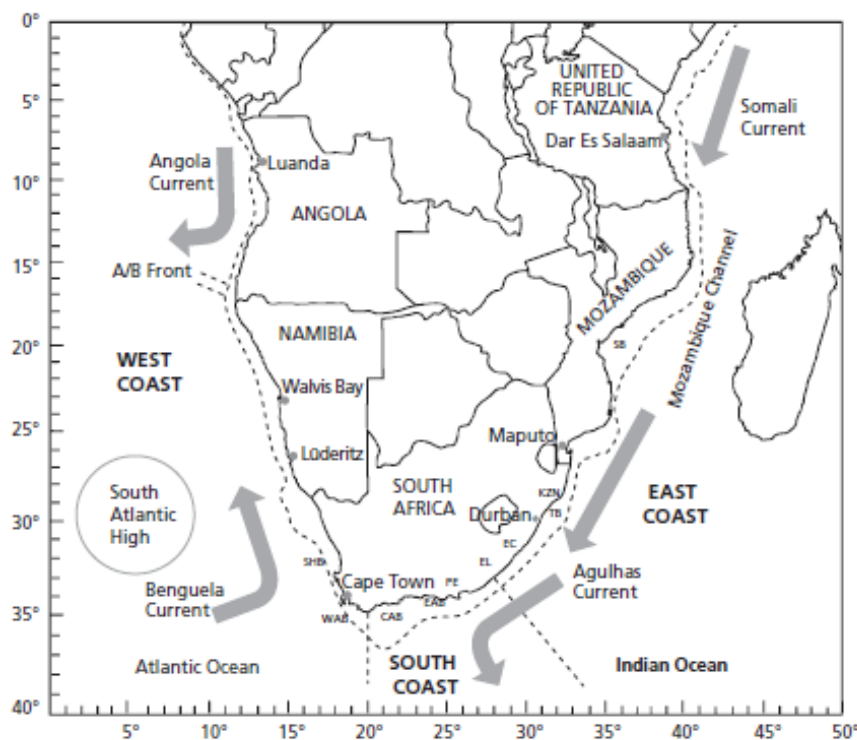 0°
5°
10°
15°
20°
25°
30°
35°
40°
UNITED
REPUBLIC
OF TANZANIA
Dar Es Salaam
Somali
Current
Angola
Current
Luanda
ANGOLA
A/B Front
MOZAMBIQUE
Mozambique Channel
NAMIBIA
SB
WEST
COAST
Walvis Bay
Maputo
Lüderitz
South
Atlantic
High
SOUTH
AFRICA
KZN
Durban
TB
EAST
COAST
EC
EL
SHB
Benguela
Current
Cape Town
PE
Agulhas
Current
WAB
CAB
EAB
Atlantic Ocean
SOUTH
COAST
Indian Ocean
5°
10°
15°
20°
25°
30°
35°
40°
45°
50°